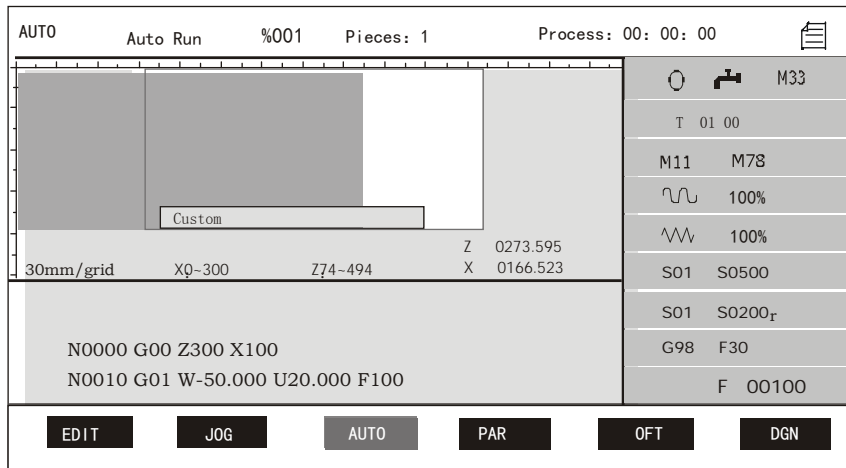 AUTO Auto Run %001 Pieces: 1 Process: 00: 00: 00
M33
T 01 00
M11 M78
100%
100%
S01 S0500
S01 S0200r
G98 F30
F 00100
Custom
Z 0273.595
30mm/grid X0~300 Z74~494 X 0166.523
N0000 G00 Z300 X100
N0010 G01 W-50.000 U20.000 F100
EDIT JOG AUTO PAR OFT DGN